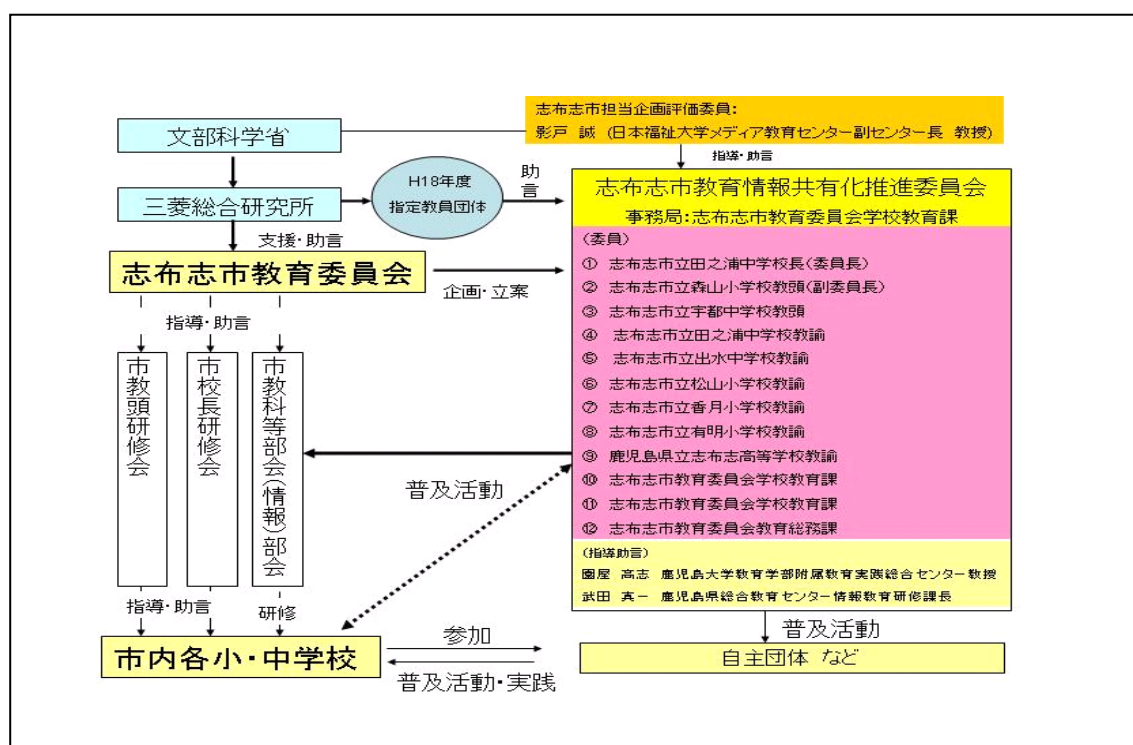 志布志市担当企画評価委員:
影戸 誠 (日本福祉大学メディア教育センター副センター長 教授)
文部科学省
指導・助言
三菱総合研究所
H18年度
指定教員団体
助言
志布志市教育情報共有化推進委員会
事務局:志布志市教育委員会学校教育課
支援・助言
志布志市教育委員会
企画・立案
(委員)
① 志布志市立田之浦中学校長(委員長)
② 志布志市立森山小学校教頭(副委員長)
③ 志布志市立宇都中学校教頭
④ 志布志市立田之浦中学校教諭
⑤ 志布志市立出水中学校教諭
⑥ 志布志市立松山小学校教諭
⑦ 志布志市立香月小学校教諭
⑧ 志布志市立有明小学校教諭
⑨ 鹿児島県立志布志高等学校教諭
⑩ 志布志市教育委員会学校教育課
⑪ 志布志市教育委員会学校教育課
⑫ 志布志市教育委員会教育総務課
(指導助言)
園屋 高志 鹿児島大学教育学部附属教育実践総合センター教授
武田 真一 鹿児島県総合教育センター情報教育研修課長
指導・助言
市教頭研修会
市校長研修会
市教科等部会(情報)部会
普及活動
指導・助言
研修
市内各小・中学校
参加
普及活動・実践
普及活動
自主団体 など